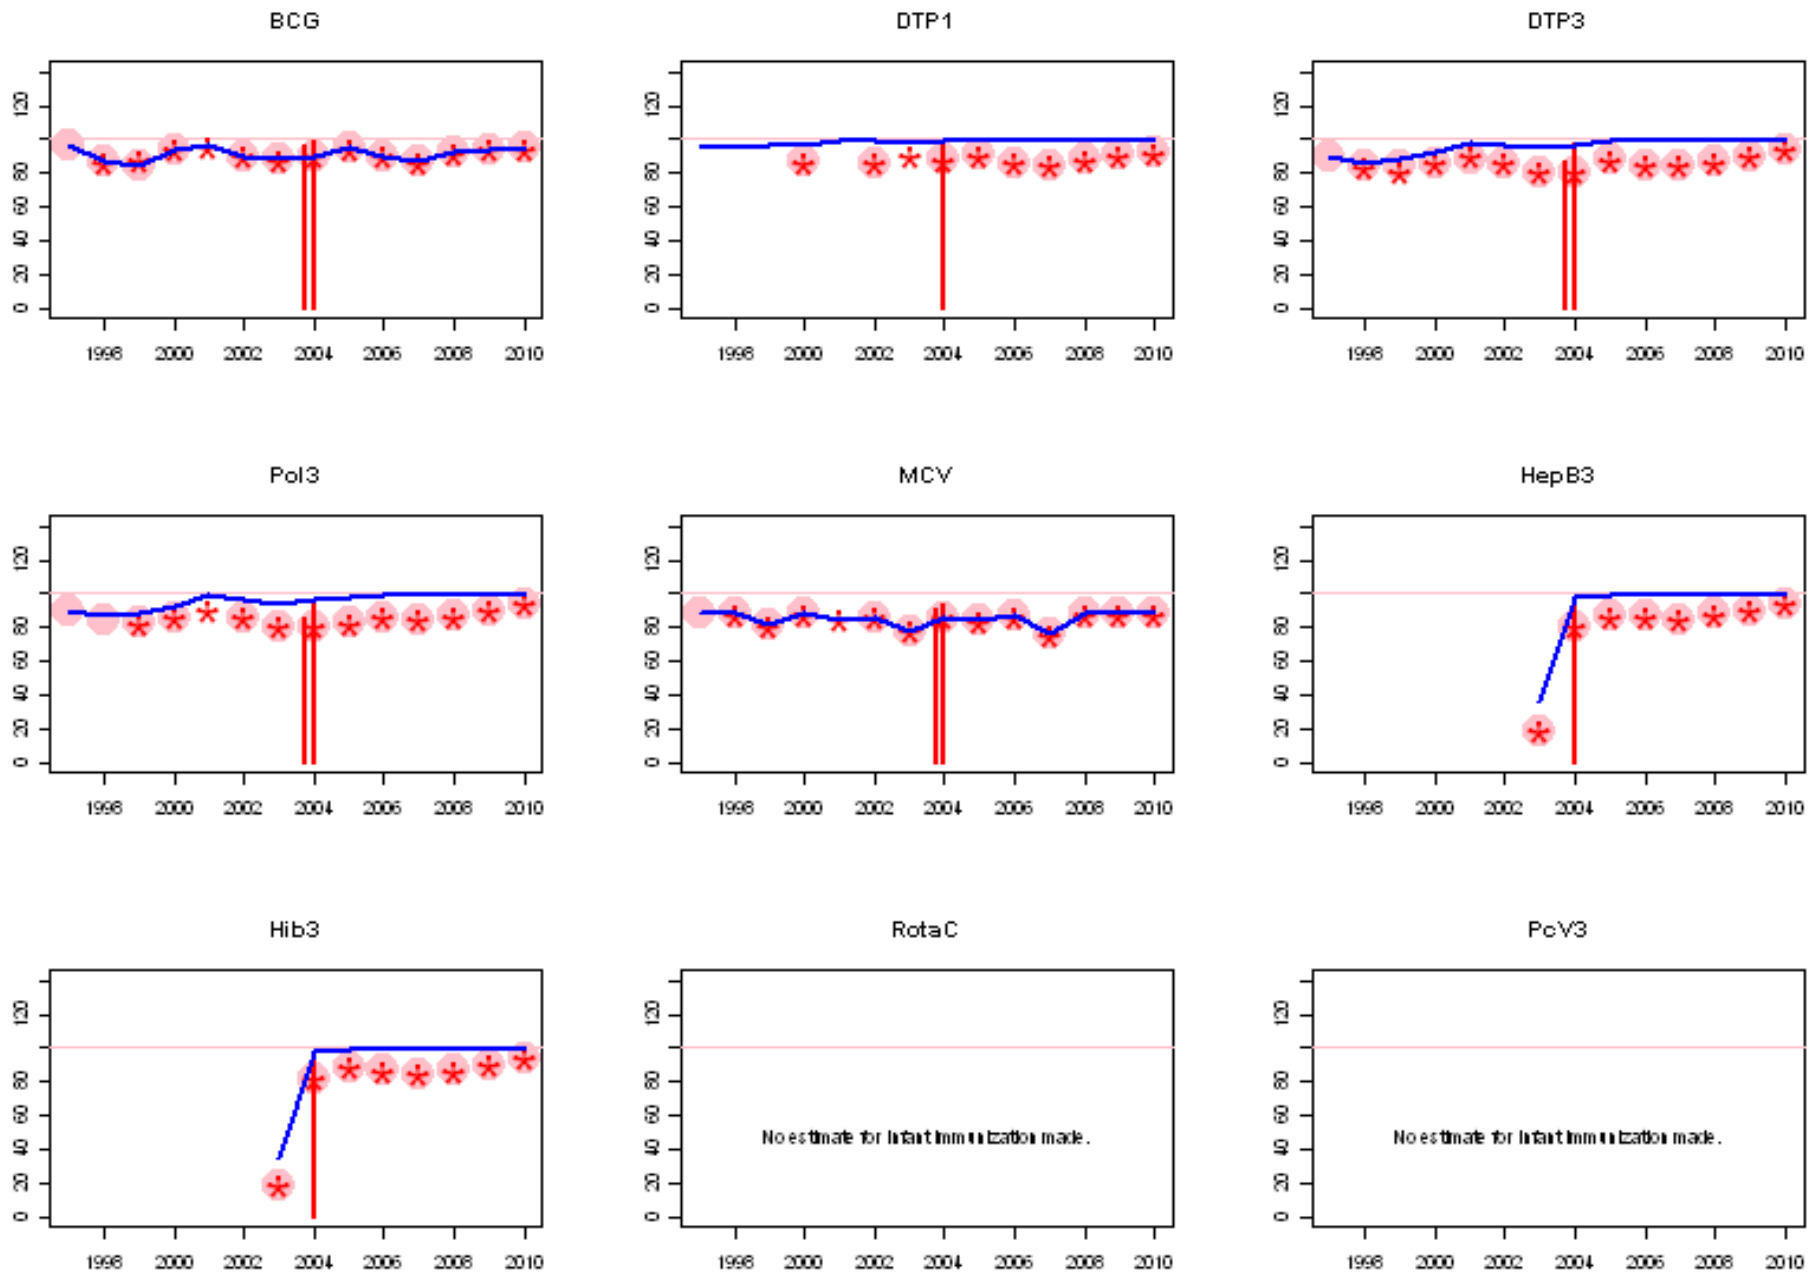 BCG DTP1 DTP3
120 120 120
80 80 80
60 60 60
40 40 40
20 20 20
0 0 0
1998 2000 2002 2004 2006 2008 2010 1998 2000 2002 2004 2006 2008 2010 1998 2000 2002 2004 2006 2008 2010
Pol3 MCV HepB3
120 120 120
80 80 80
60 60 60
40 40 40
20 20 20
0 0 0
1998 2000 2002 2004 2006 2008 2010 1998 2000 2002 2004 2006 2008 2010 1998 2000 2002 2004 2006 2008 2010
Hib3 RotaC PcV3
120 120 120
80 80 80
60 60 60
40 40 40
20 20 20
0 0 0
No estimate for infant immunization made. No estimate for infant immunization made.
1998 2000 2002 2004 2006 2008 2010 1998 2000 2002 2004 2006 2008 2010 1998 2000 2002 2004 2006 2008 2010